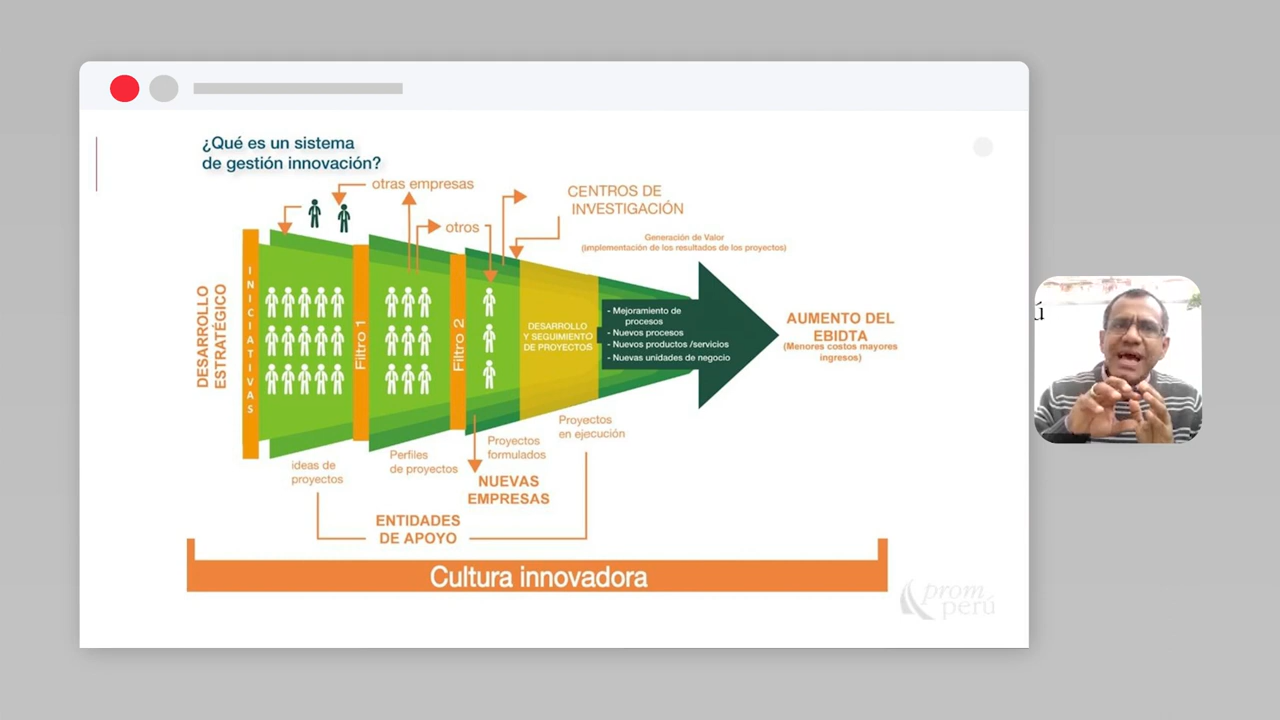 ¿Qué es un sistema
de gestión innovación?
otras empresas
otros
CENTROS DE
INVESTIGACIÓN
Generación de Valor
(implementación de los resultados de los proyectos)
DESARROLLO
ESTRATÉGICO
INICIATIVAS
Filtro 1
Filtro 2
DESARROLLO
Y SEGUIMIENTO
DE PROYECTOS
- Mejoramiento de
procesos
- Nuevos procesos
- Nuevos productos /servicios
- Nuevas unidades de negocio
AUMENTO DEL
EBIDTA
(Menores costos mayores
ingresos)
ideas de
proyectos
Perfiles
de proyectos
Proyectos
formulados
Proyectos
en ejecución
NUEVAS
EMPRESAS
ENTIDADES
DE APOYO
Cultura innovadora
prom
perú
ú